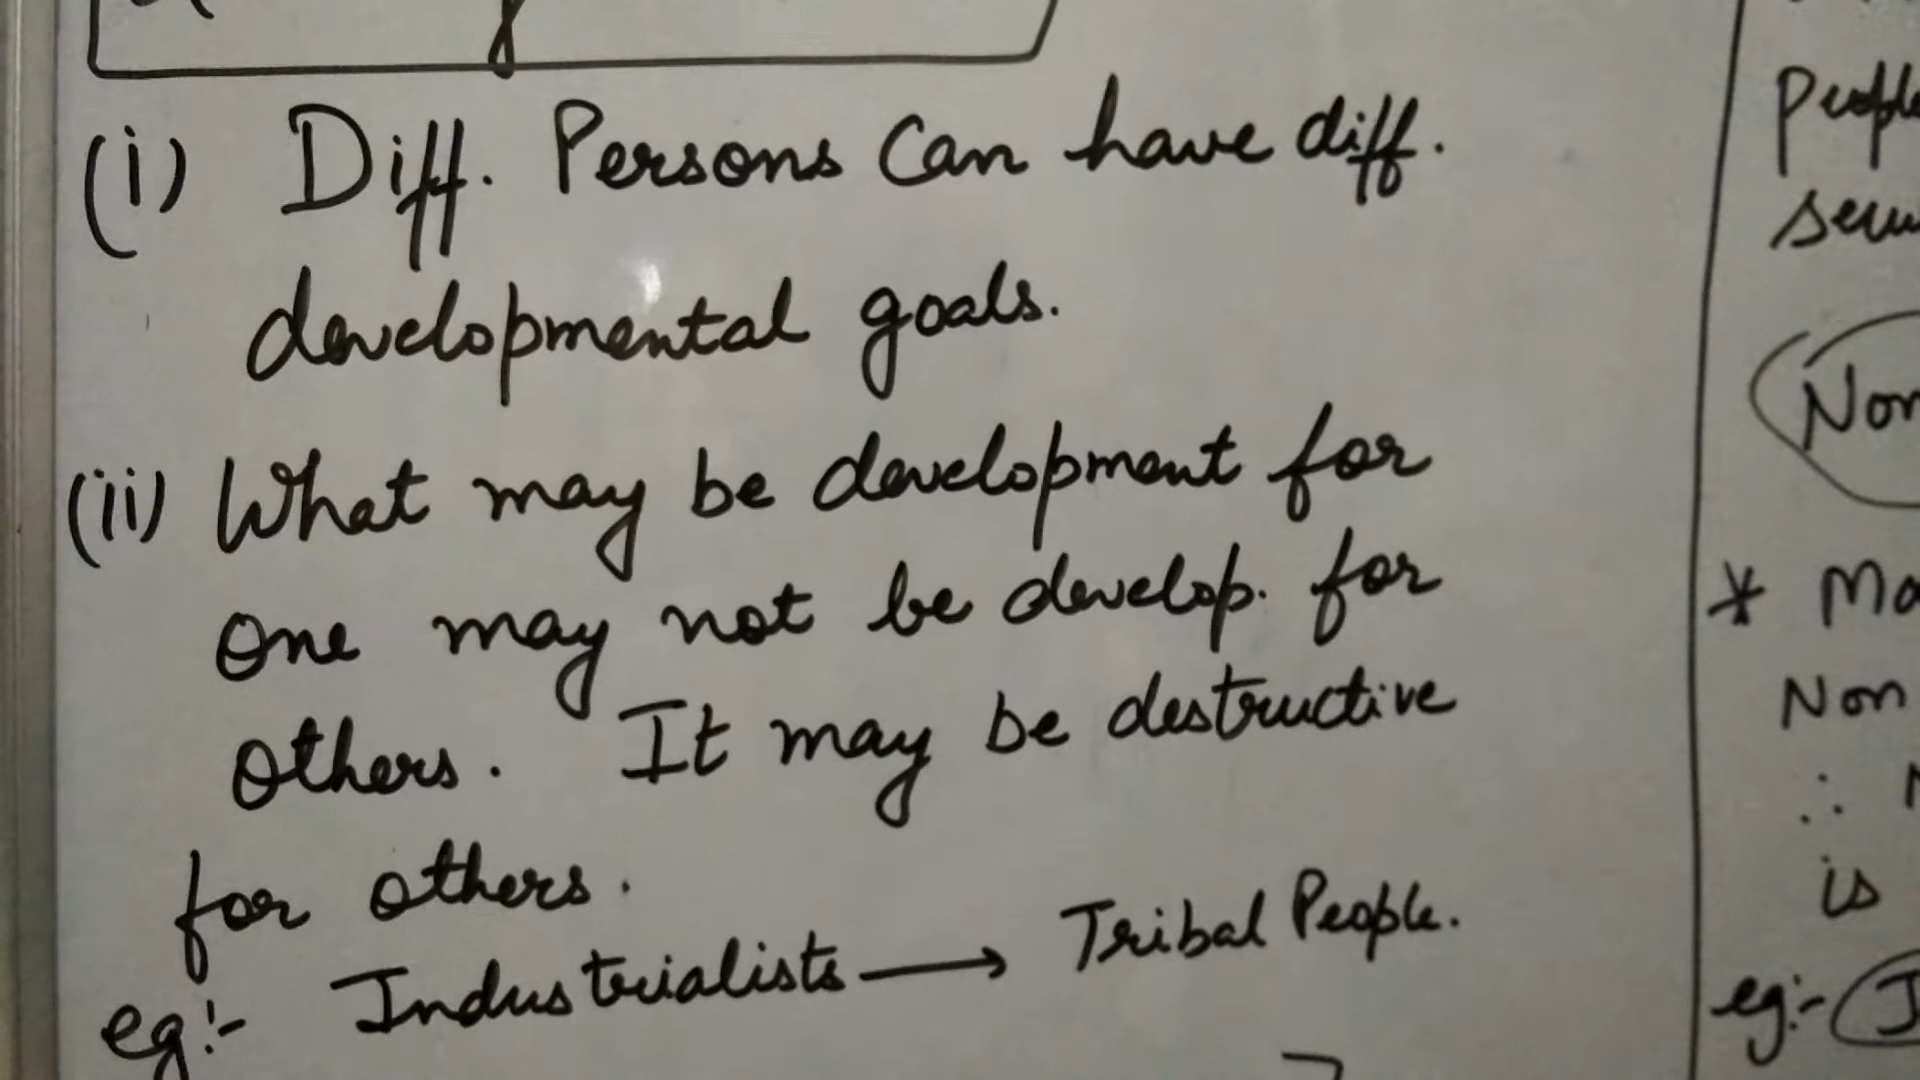 (i) Diff. Persons Can have diff.
developmental goals.
(ii) What may be development for
one may not be develop. for
others. It may be destructive
for others.
eg:- Industrialists → Tribal People.
* 
Non
∴
is
eg:-